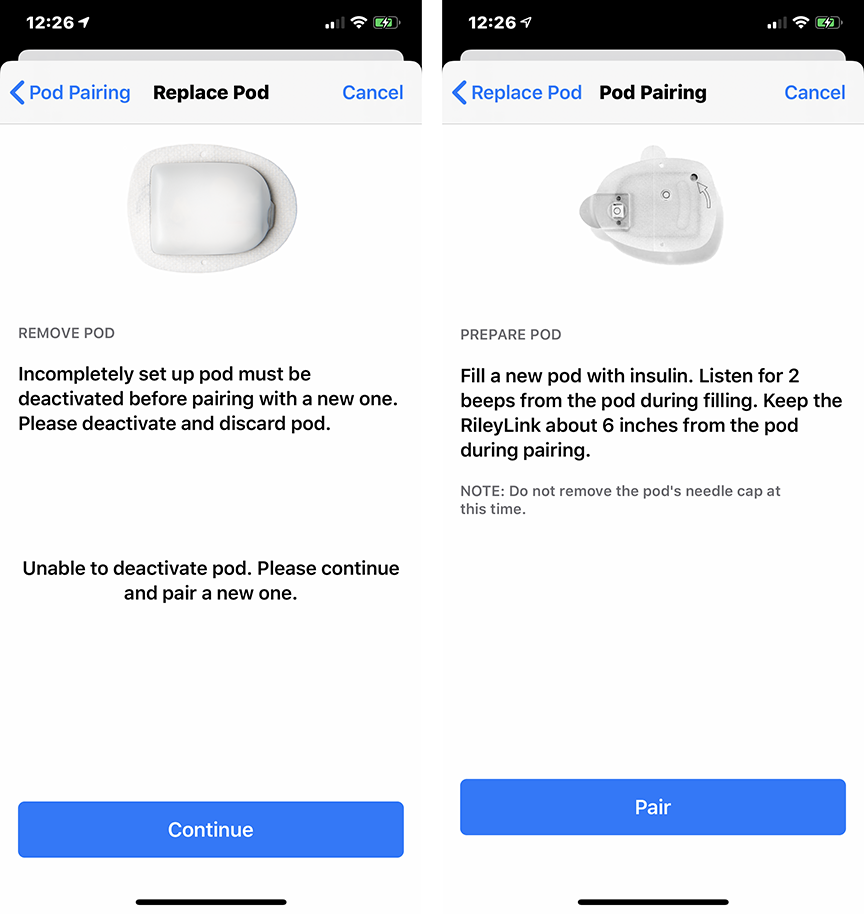 12:26
Pod Pairing
Replace Pod
Cancel
REMOVE POD
Incompletely set up pod must be
deactivated before pairing with a new one.
Please deactivate and discard pod.
Unable to deactivate pod. Please continue
and pair a new one.
Continue
12:26
Replace Pod
Pod Pairing
Cancel
PREPARE POD
Fill a new pod with insulin. Listen for 2
beeps from the pod during filling. Keep the
RileyLink about 6 inches from the pod
during pairing.
NOTE: Do not remove the pod's needle cap at
this time.
Pair